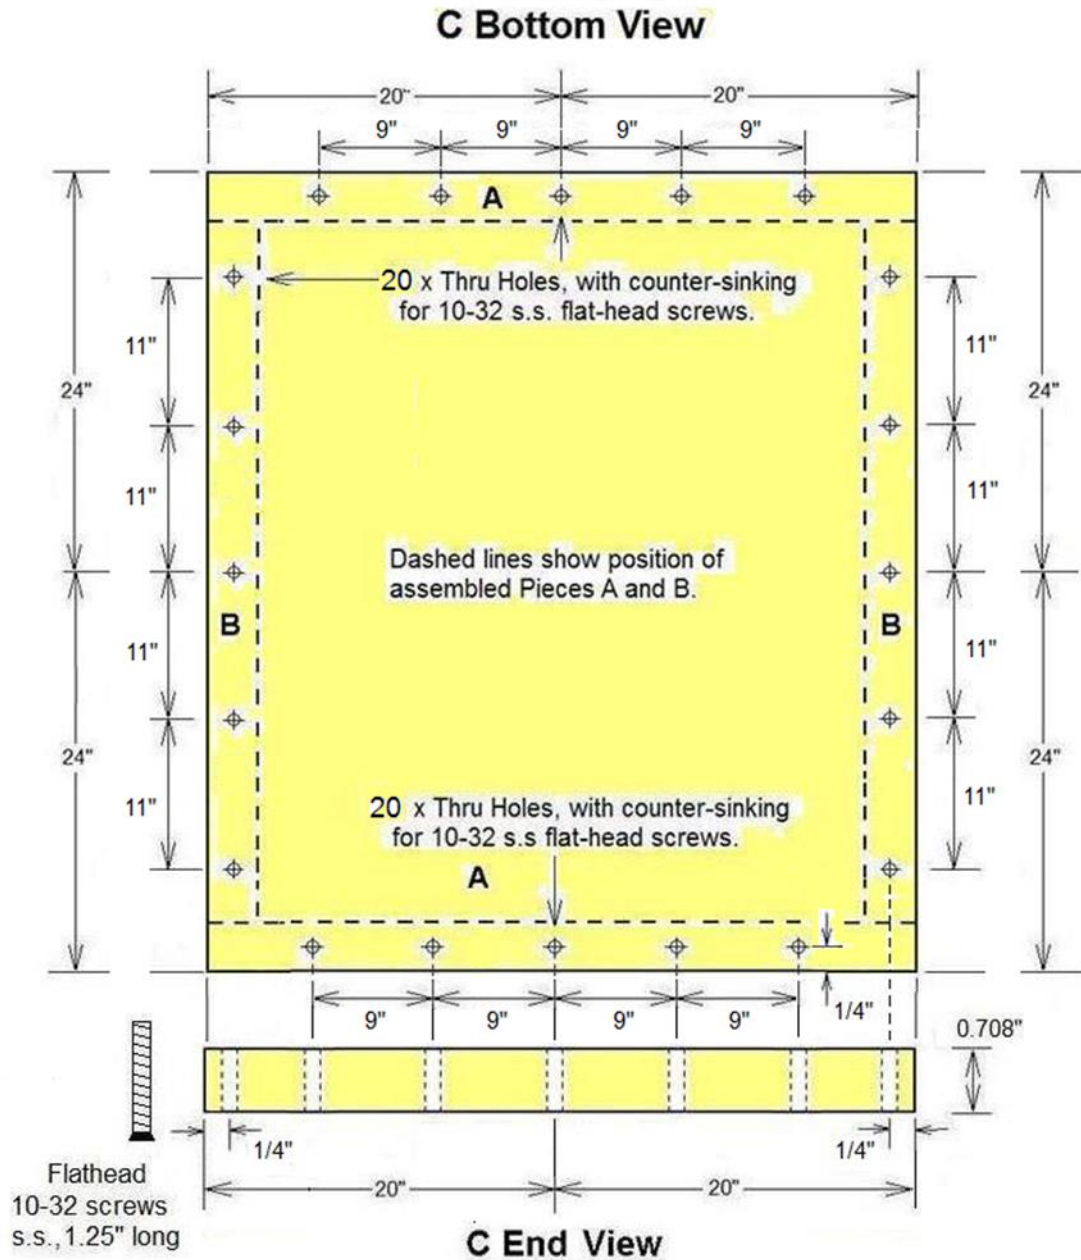 C Bottom View
20"
20"
9"
9"
9"
9"
A
20 x Thru Holes, with counter-sinking
for 10-32 s.s. flat-head screws.
11"
11"
24"
24"
11"
11"
Dashed lines show position of
assembled Pieces A and B.
B
B
11"
11"
24"
24"
11"
11"
20 x Thru Holes, with counter-sinking
for 10-32 s.s flat-head screws.
A
1/4"
9"
9"
9"
9"
0.708"
1/4"
1/4"
Flathead
10-32 screws
s.s., 1.25" long
20"
20"
C End View